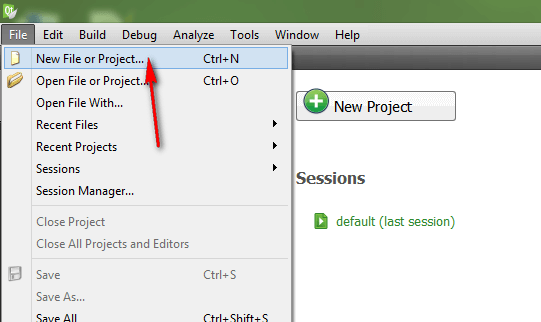 File Edit Build Debug Analyze Tools Window Help
New File or Project... Ctrl+N
Open File or Project... Ctrl+O
Open File With...
Recent Files
Recent Projects
Sessions
Session Manager...
Close Project
Close All Projects and Editors
Save Ctrl+S
Save As...
Save All Ctrl+Shift+S
New Project
Sessions
default (last session)